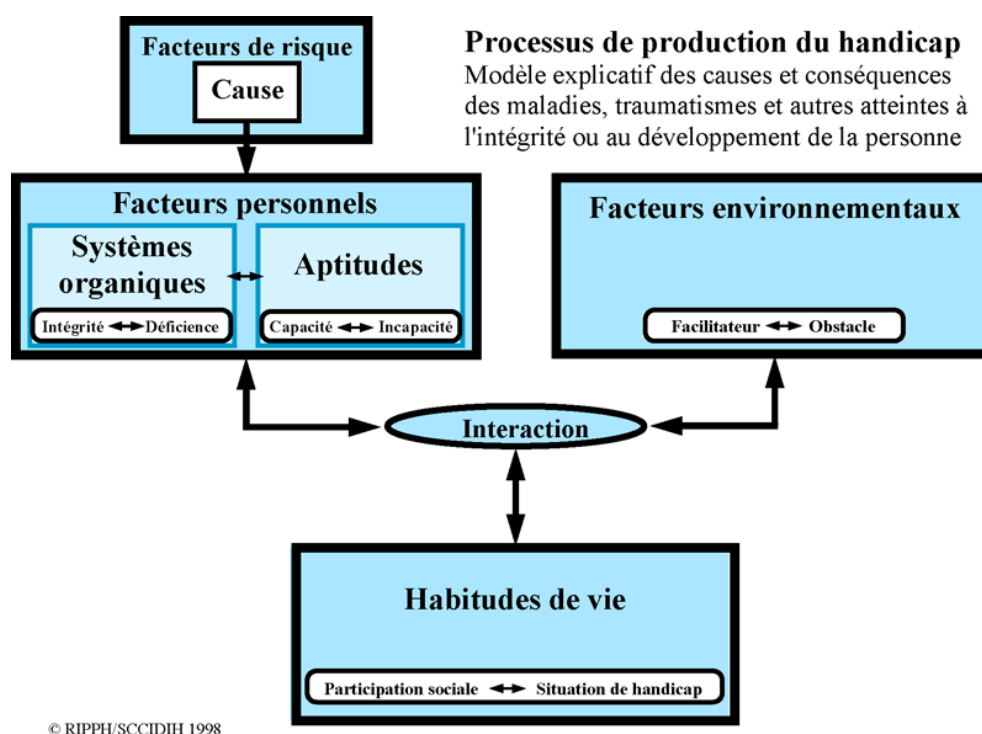 Facteurs de risque
Cause
Processus de production du handicap
Modèle explicatif des causes et conséquences
des maladies, traumatismes et autres atteintes à
l'intégrité ou au développement de la personne
Facteurs personnels
Systèmes
organiques
Intégrité Déficience
Aptitudes
Capacité Incapacité
Facteurs environnementaux
Facilitateur Obstacle
Interaction
Habitudes de vie
Participation sociale Situation de handicap
© RIPPH/SCCIDIH 1998